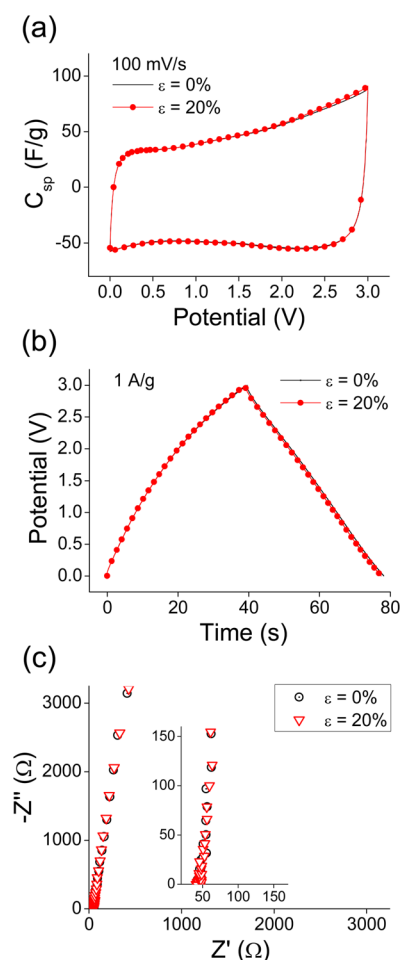 (a)
100 mV/s
ε = 0%
ε = 20%
100
50
0
-50
C_sp (F/g)
0.0 0.5 1.0 1.5 2.0 2.5 3.0
Potential (V)
(b)
1 A/g
ε = 0%
ε = 20%
3.0
2.5
2.0
1.5
1.0
0.5
0.0
Potential (V)
0 20 40 60 80
Time (s)
(c)
ε = 0%
ε = 20%
3000
2000
1000
0
-Z'' (Ω)
150
100
50
0
50 100 150
0 1000 2000 3000
Z' (Ω)